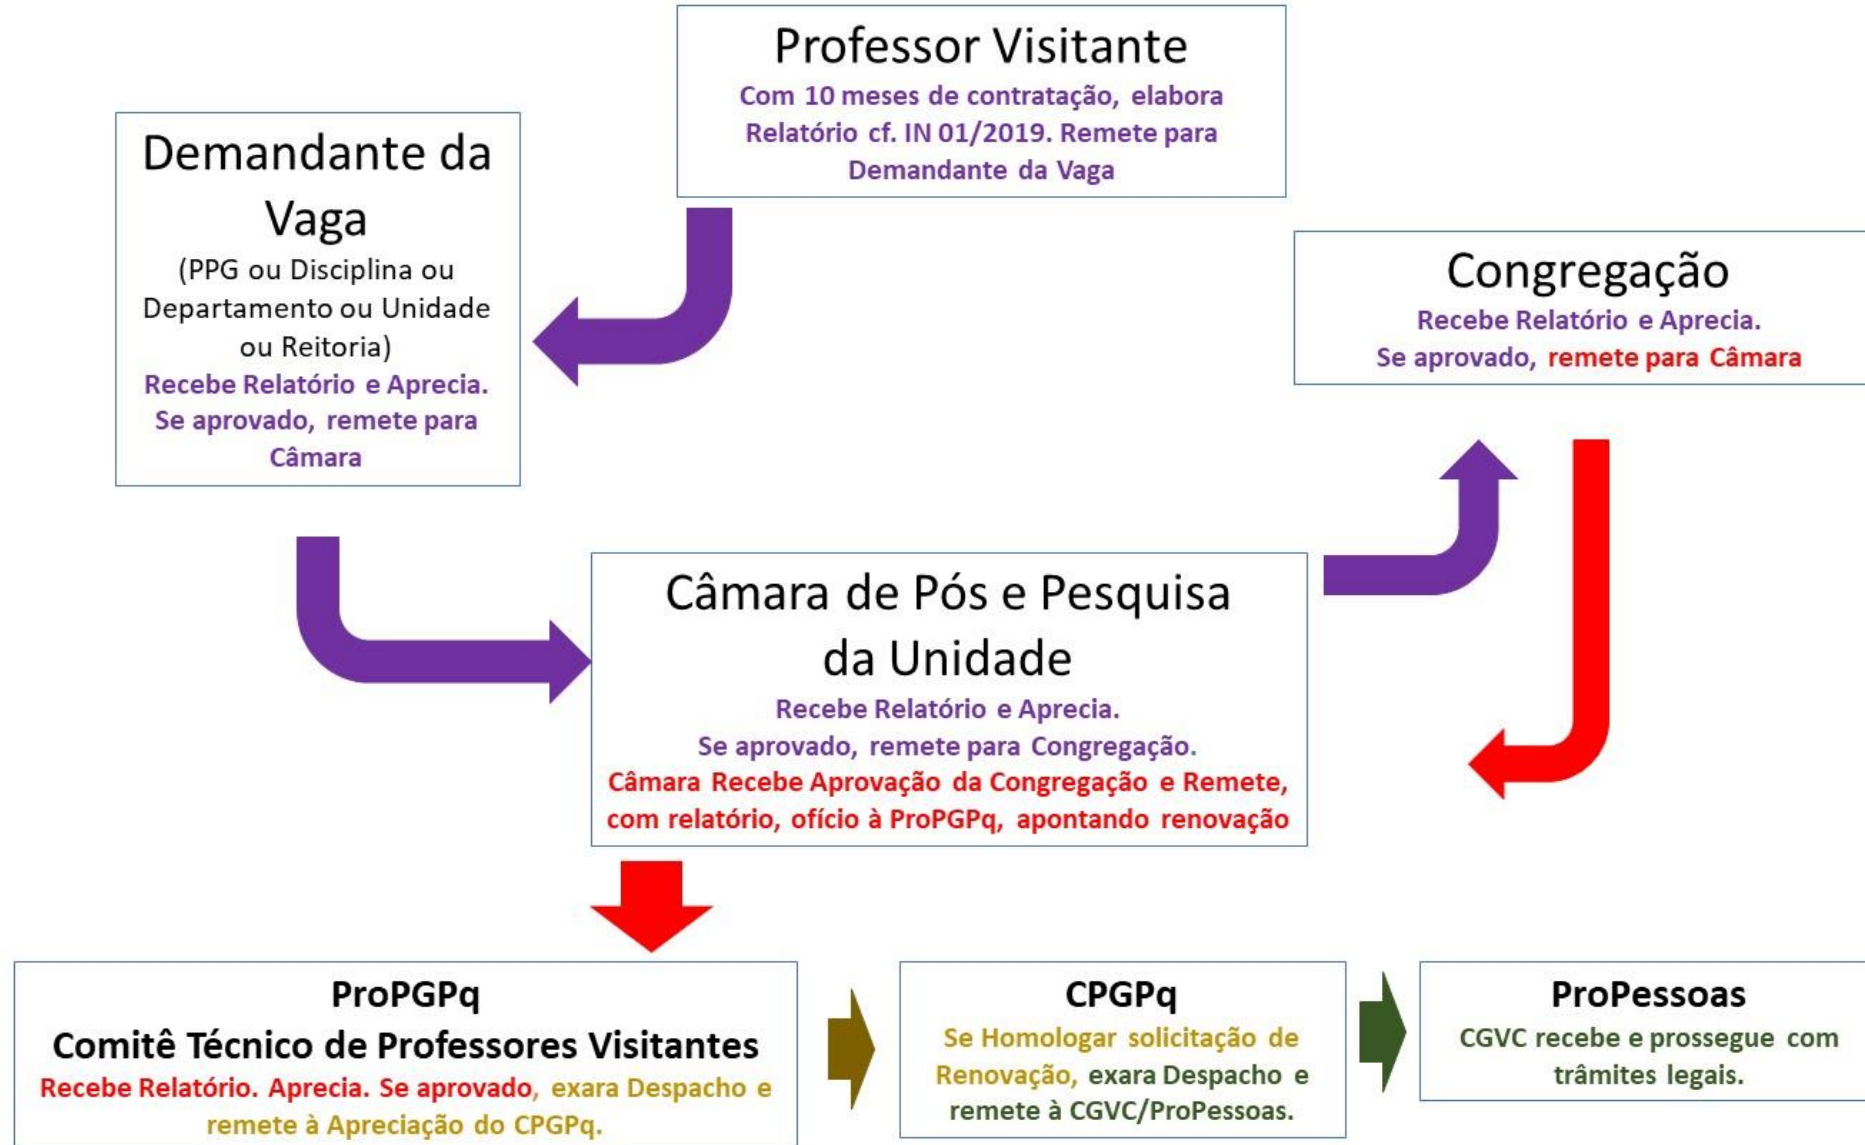 Professor Visitante
Com 10 meses de contratação, elabora
Relatório cf. IN 01/2019. Remete para
Demandante da Vaga
Demandante da
Vaga
(PPG ou Disciplina ou
Departamento ou Unidade
ou Reitoria)
Recebe Relatório e Aprecia.
Se aprovado, remete para
Câmara
Congregação
Recebe Relatório e Aprecia.
Se aprovado, remete para Câmara
Câmara de Pós e Pesquisa
da Unidade
Recebe Relatório e Aprecia.
Se aprovado, remete para Congregação.
Câmara Recebe Aprovação da Congregação e Remete,
com relatório, ofício à ProPGPq, apontando renovação
ProPGPq
Comitê Técnico de Professores Visitantes
Recebe Relatório. Aprecia. Se aprovado, exara Despacho e
remete à Apreciação do CPGPq.
CPGPq
Se Homologar solicitação de
Renovação, exara Despacho e
remete à CGVC/ProPessoas.
ProPessoas
CGVC recebe e prossegue com
trâmites legais.